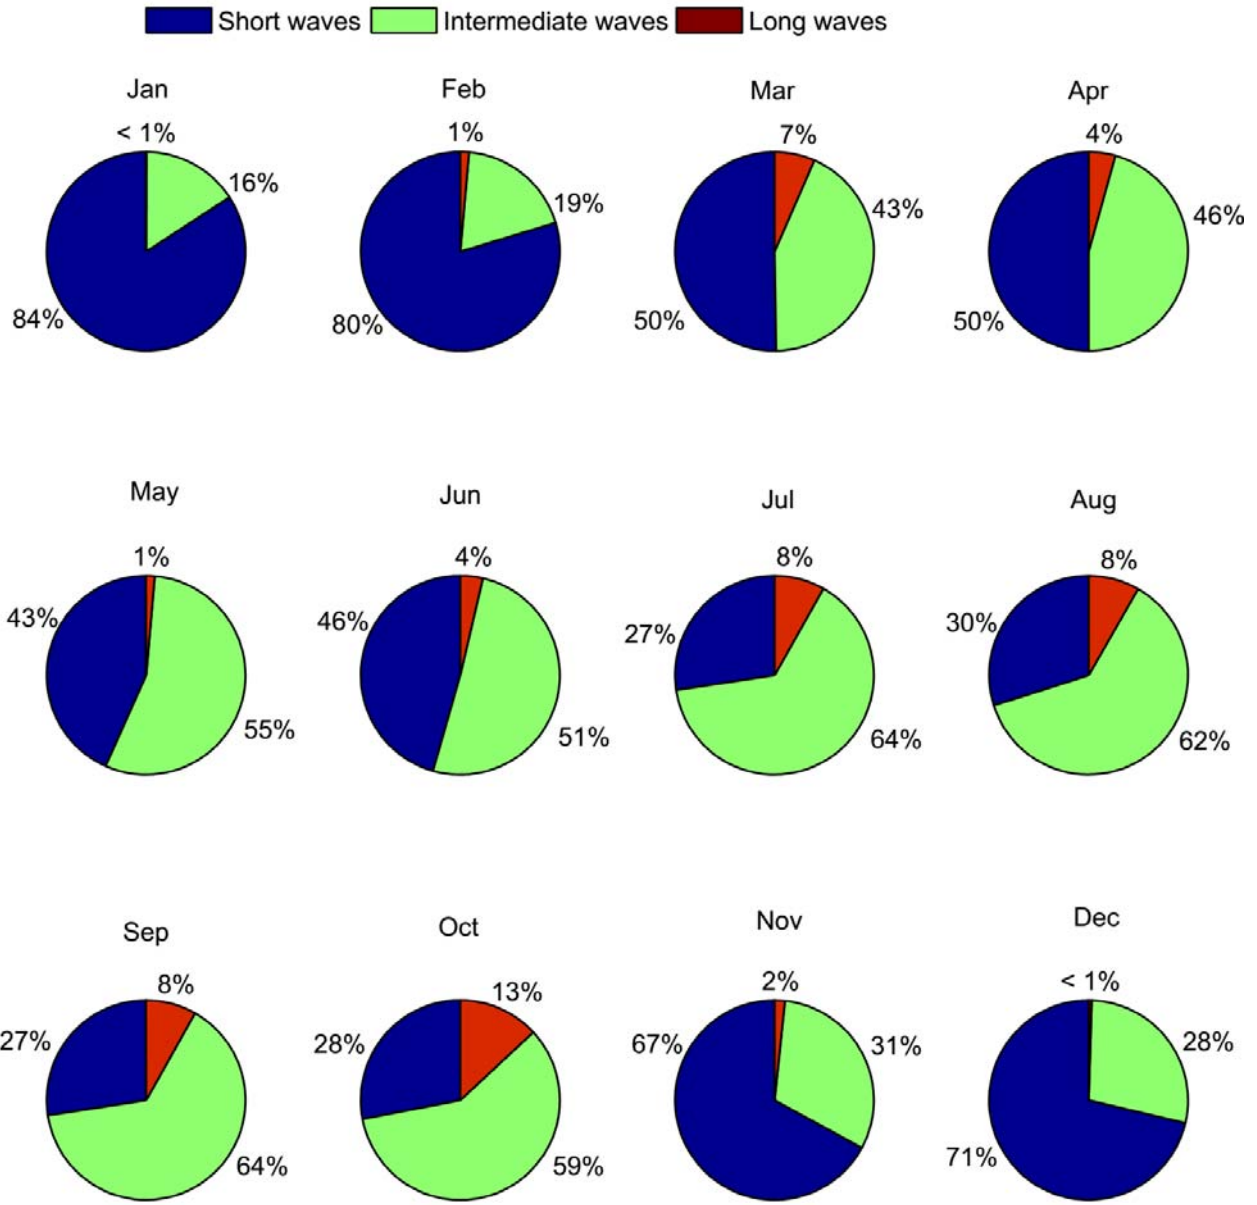 Short waves Intermediate waves Long waves
Jan Feb Mar Apr
< 1% 1% 7% 4%
16% 19% 43% 46%
84% 80% 50% 50%
May Jun Jul Aug
1% 4% 8% 8%
43% 46% 27% 30%
55% 51% 64% 62%
Sep Oct Nov Dec
8% 13% 2% < 1%
27% 28% 67% 31% 28%
64% 59% 71%